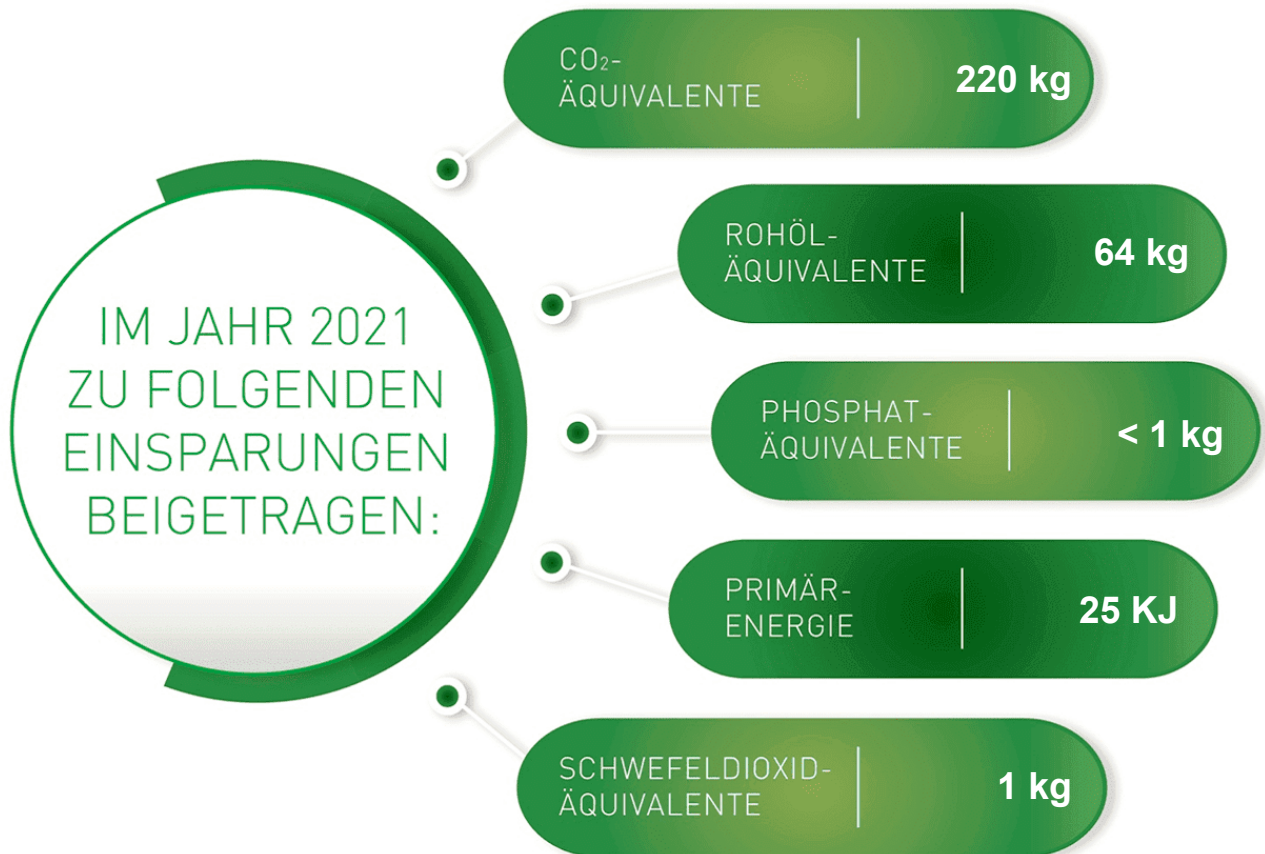 IM JAHR 2021
ZU FOLGENDEN
EINSPARUNGEN
BEIGETRAGEN:
CO₂-
ÄQUIVALENTE
220 kg
ROHÖL-
ÄQUIVALENTE
64 kg
PHOSPHAT-
ÄQUIVALENTE
< 1 kg
PRIMÄR-
ENERGIE
25 KJ
SCHWEFELDIOXID-
ÄQUIVALENTE
1 kg